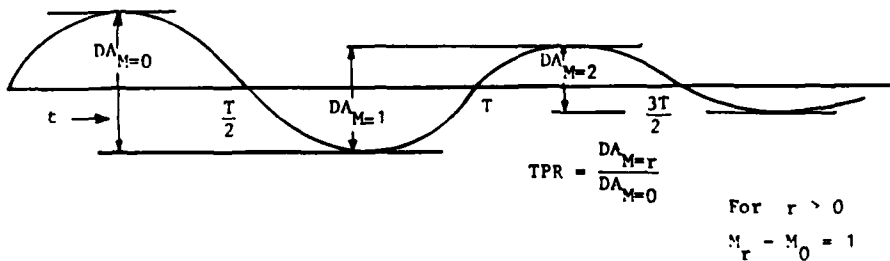 DA_{M=0}
DA_{M=1}
DA_{M=2}
t
T/2
T
3T/2
TPR = DA_{M=r}/DA_{M=0}
For r > 0
M_r - M_0 = 1